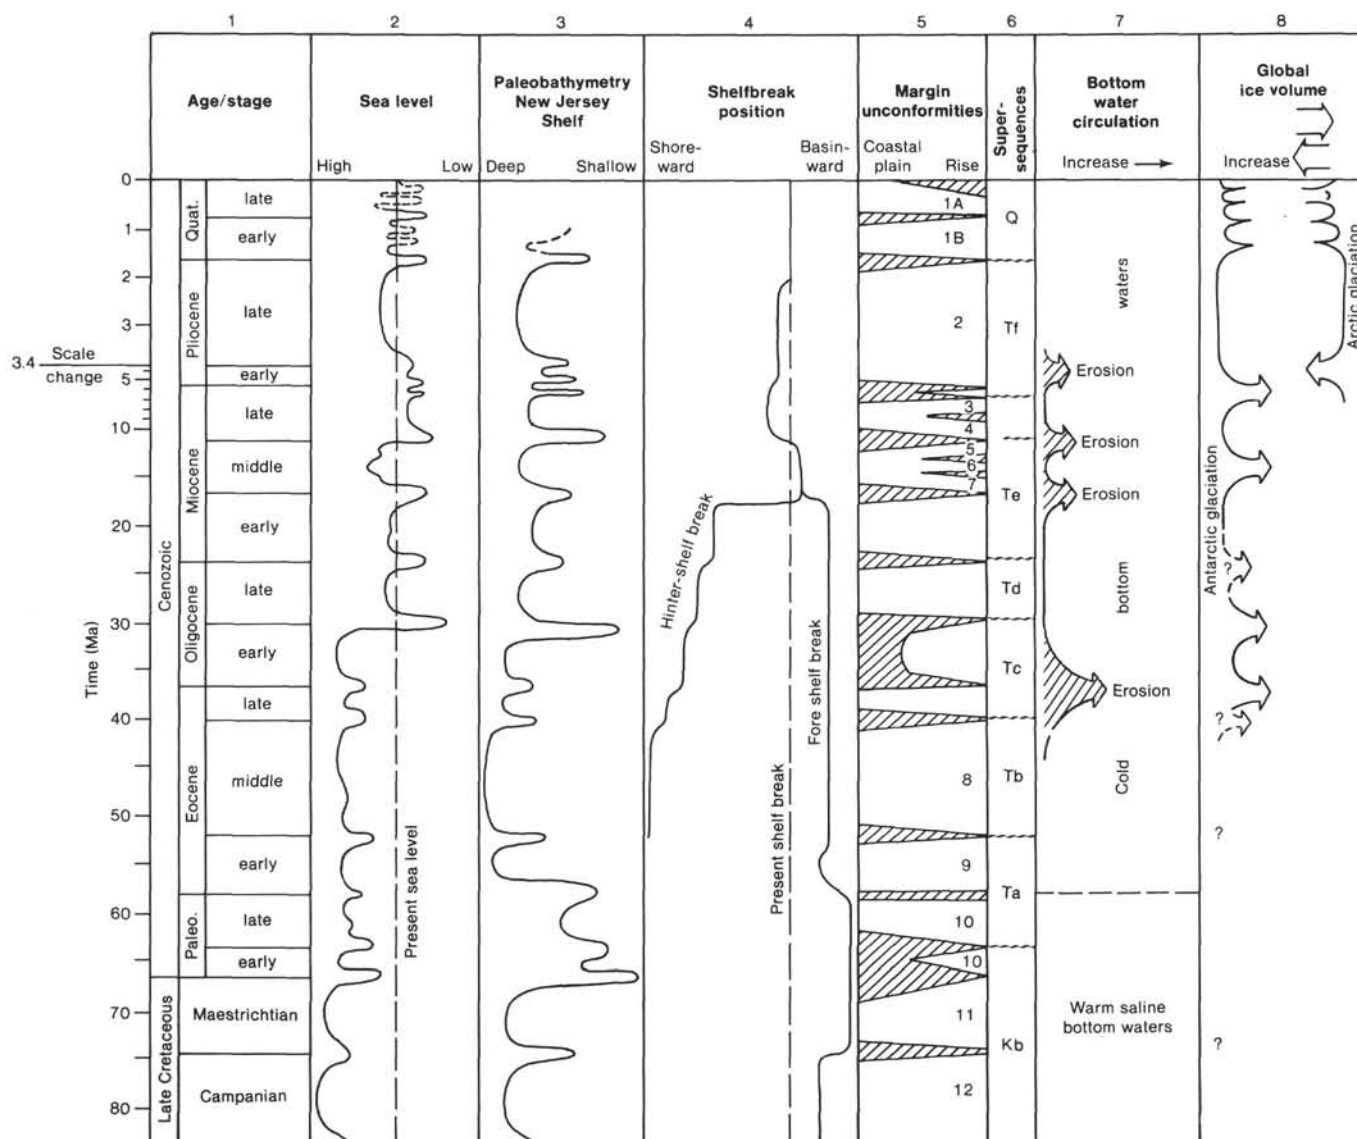 1 2 3 4 5 6 7 8
Age/stage
Sea level
High Low
Paleobathymetry
New Jersey
Shelf
Deep Shallow
Shelfbreak
position
Shore-
ward
Basin-
ward
Margin
unconformities
Coastal
plain
Rise
Super-
sequences
Bottom
water
circulation
Increase
Global
ice volume
Increase
Time (Ma)
0
1
2
3
3.4 Scale
change
5
10
20
30
40
50
60
70
80
Cenozoic
Late Cretaceous
Quat.
late
early
Pliocene
late
early
Miocene
late
middle
early
Oligocene
late
early
Eocene
late
middle
early
Paleo.
late
early
Maestrichtian
Campanian
Present sea level
Hinter-shelf break
Present shelf break
Fore shelf break
1A
1B
2
3
4
5
6
7
8
9
10
10
11
12
Q
Tf
Te
Td
Tc
Tb
Ta
Kb
Cold
bottom
waters
Erosion
Erosion
Erosion
Erosion
Warm saline
bottom waters
Antarctic glaciation
Arctic glaciation
?
?
?
?